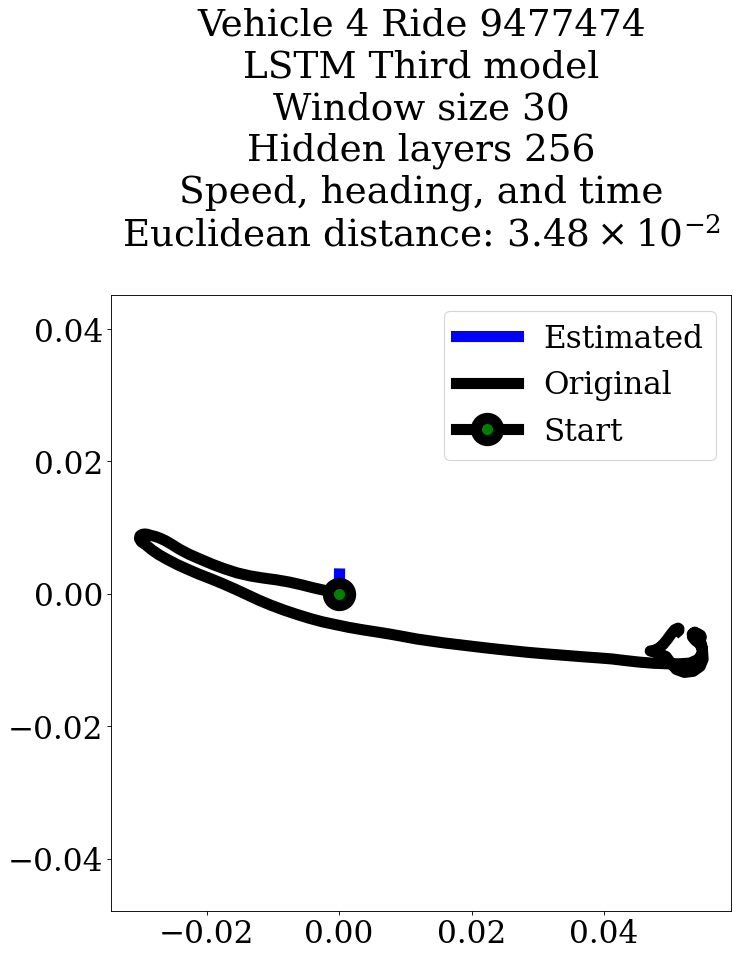 Vehicle 4 Ride 9477474
LSTM Third model
Window size 30
Hidden layers 256
Speed, heading, and time
Euclidean distance: 3.48 × 10⁻²
Estimated
Original
Start
0.04
0.02
0.00
−0.02
−0.04
−0.02 0.00 0.02 0.04